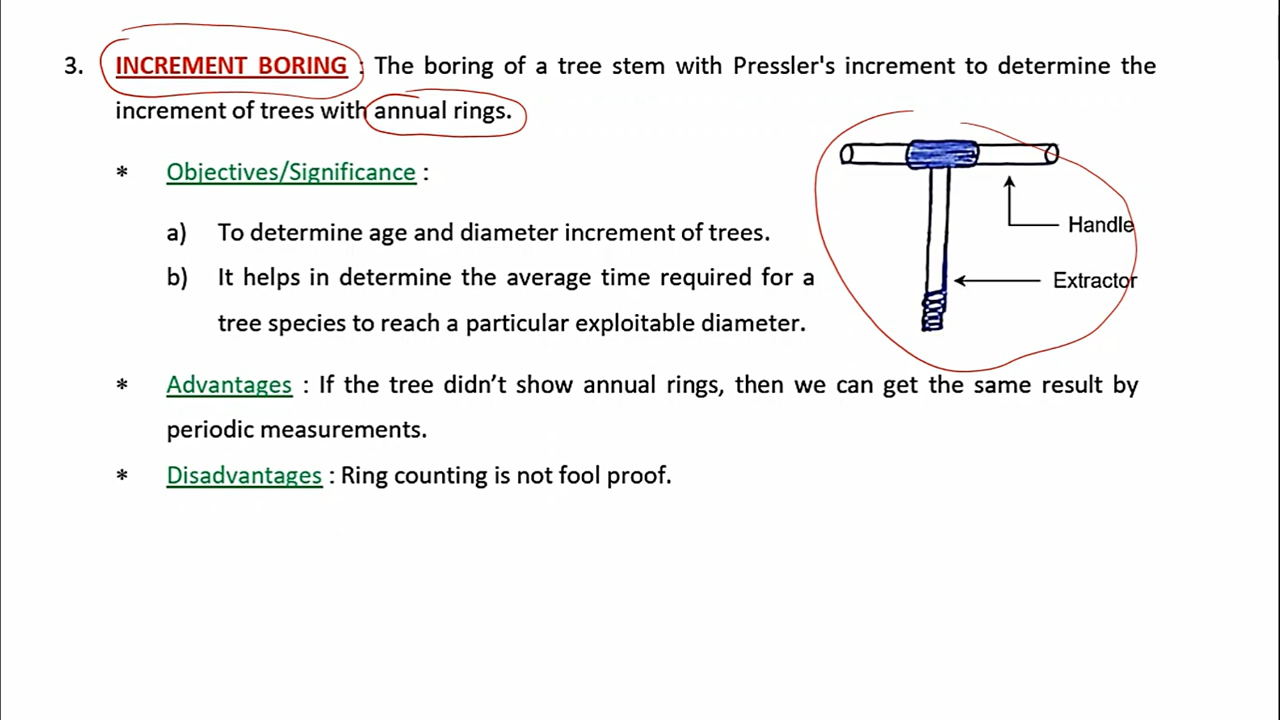 3. INCREMENT BORING : The boring of a tree stem with Pressler's increment to determine the
increment of trees with annual rings.
* Objectives/Significance :
a) To determine age and diameter increment of trees.
b) It helps in determine the average time required for a
tree species to reach a particular exploitable diameter.
Handle
Extractor
* Advantages : If the tree didn't show annual rings, then we can get the same result by
periodic measurements.
* Disadvantages : Ring counting is not fool proof.